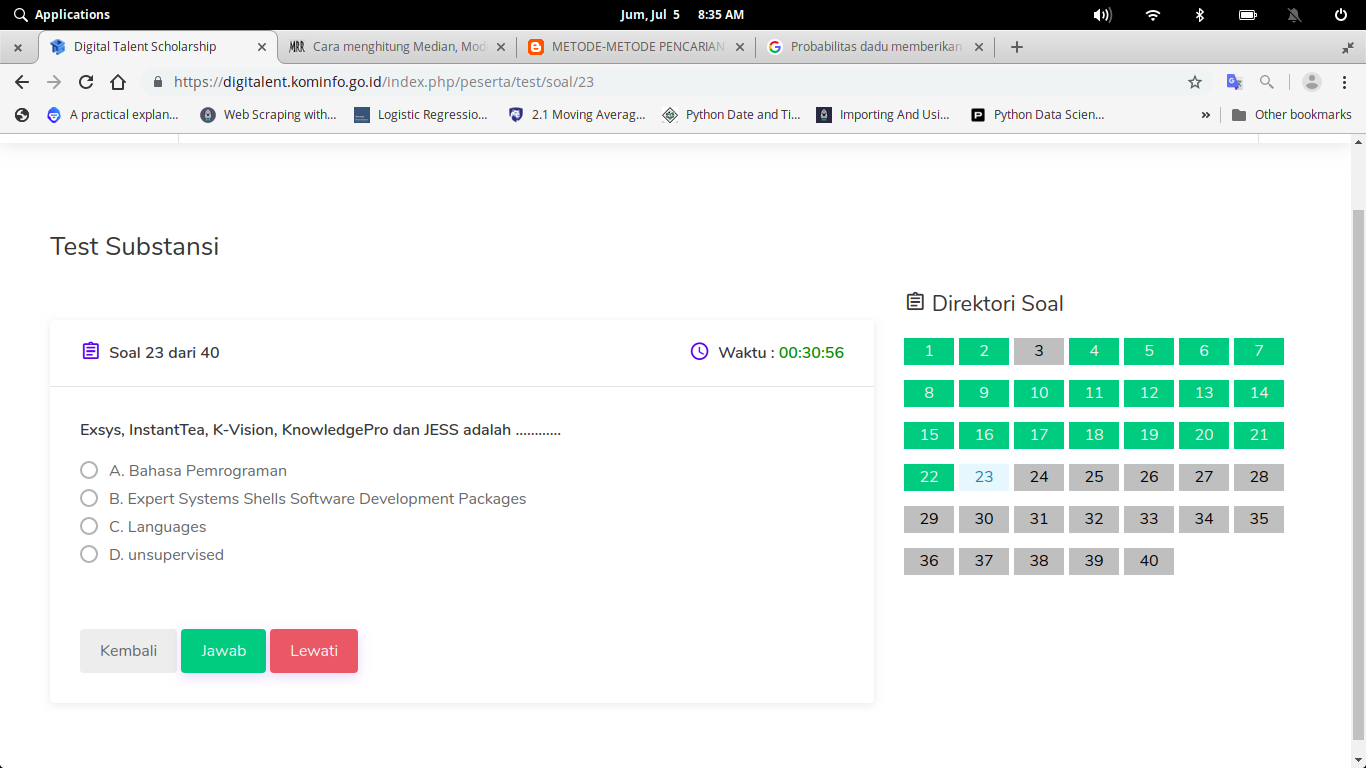 Applications
Jum, Jul 5 8:35 AM
Digital Talent Scholarship
Cara menghitung Median, Mod
METODE-METODE PENCARIAN
Probabilitas dadu memberikan
https://digitalent.kominfo.go.id/index.php/peserta/test/soal/23
A practical explan...
Web Scraping with...
Logistic Regressio...
2.1 Moving Averag...
Python Date and Ti...
Importing And Usi...
Python Data Scien...
»
Other bookmarks
Test Substansi
Direktori Soal
Soal 23 dari 40
Waktu : 00:30:56
Exsys, InstantTea, K-Vision, KnowledgePro dan JESS adalah ............
A. Bahasa Pemrograman
B. Expert Systems Shells Software Development Packages
C. Languages
D. unsupervised
Kembali Jawab Lewati
1 2 3 4 5 6 7
8 9 10 11 12 13 14
15 16 17 18 19 20 21
22 23 24 25 26 27 28
29 30 31 32 33 34 35
36 37 38 39 40